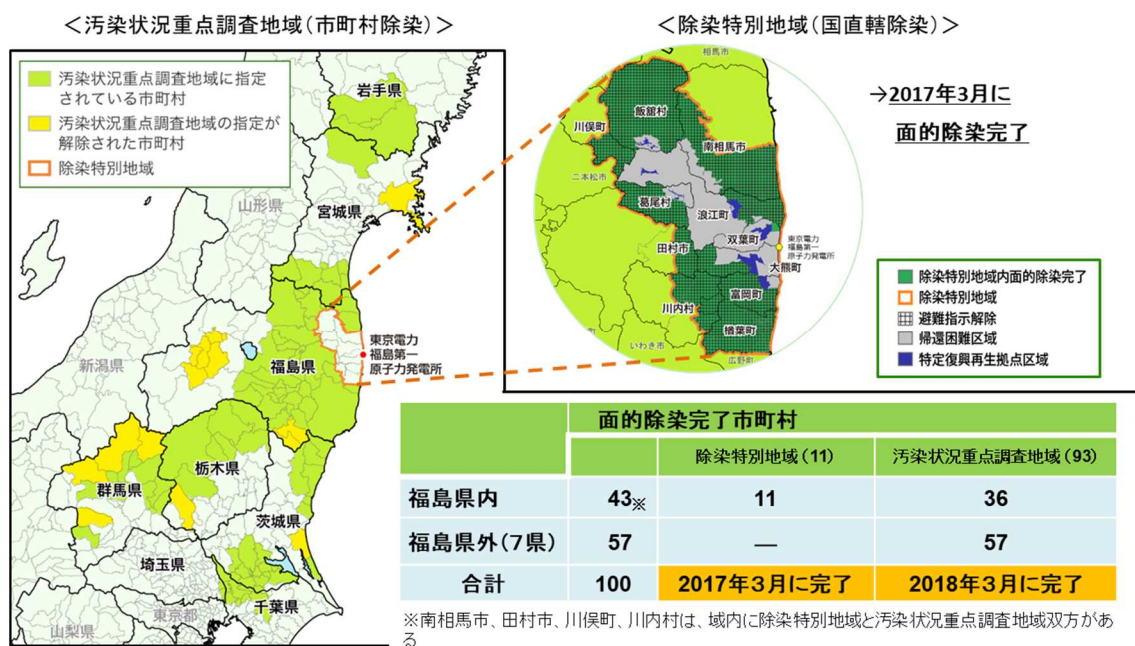 ＜汚染状況重点調査地域(市町村除染)＞
汚染状況重点調査地域に指定
されている市町村
汚染状況重点調査地域の指定が
解除された市町村
除染特別地域
岩手県
山形県
宮城県
新潟県
福島県
東京電力
福島第一
原子力発電所
栃木県
群馬県
茨城県
埼玉県
東京都
千葉県
山梨県
＜除染特別地域(国直轄除染)＞
相馬市
飯舘村
川俣町
南相馬市
二本松市
葛尾村
浪江町
双葉町
田村市
東京電力
福島第一
原子力発電所
大熊町
富岡町
川内村
楢葉町
いわき市
広野町
→2017年3月に
面的除染完了
除染特別地域内面的除染完了
除染特別地域
避難指示解除
帰還困難区域
特定復興再生拠点区域
面的除染完了市町村
除染特別地域(11) 汚染状況重点調査地域(93)
福島県内 43※ 11 36
福島県外(7県) 57 ― 57
合計 100 2017年3月に完了 2018年3月に完了
※南相馬市、田村市、川俣町、川内村は、域内に除染特別地域と汚染状況重点調査地域双方があ
る